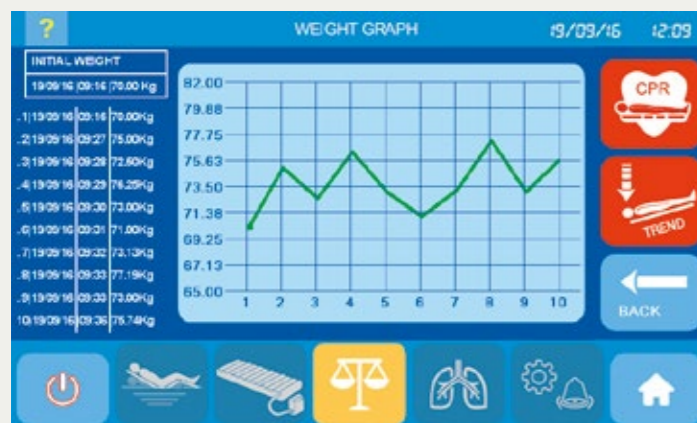 ?
WEIGHT GRAPH
19/09/16 12:09
INITIAL WEIGHT
19/09/16 |09:16 |70.00 Kg
.1|19/09/16|09:16|70.00Kg
.2|19/09/16|09:27|75.00Kg
.3|19/09/16|09:28|72.50Kg
.4|19/09/16|09:29|76.25Kg
.5|19/09/16|09:30|73.00Kg
.6|19/09/16|09:31|71.00Kg
.7|19/09/16|09:32|73.13Kg
.8|19/09/16|09:33|77.19Kg
.9|19/09/16|09:33|73.00Kg
10|19/09/16|09:36|75.74Kg
82.00
79.88
77.75
75.63
73.50
71.38
69.25
67.13
65.00
1 2 3 4 5 6 7 8 9 10
CPR
TREND
BACK